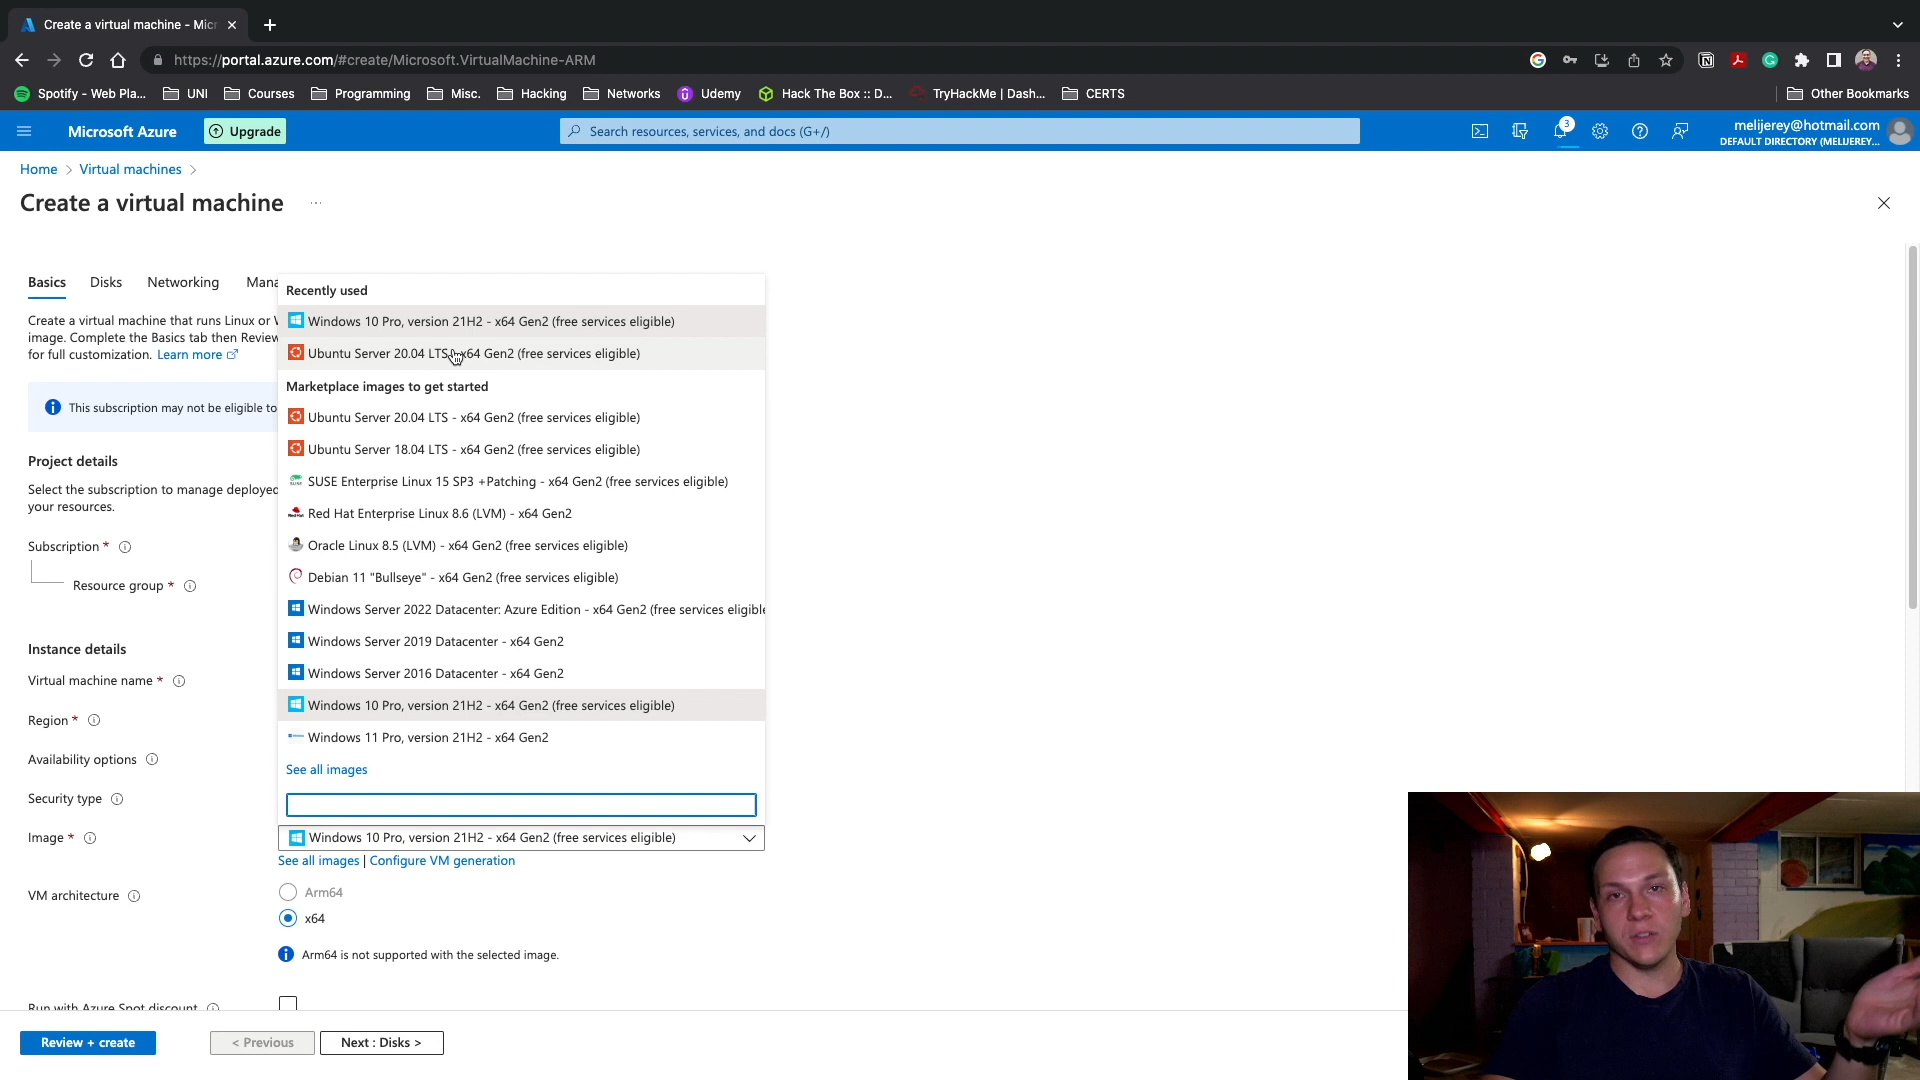 Create a virtual machine - Mic
https://portal.azure.com/#create/Microsoft.VirtualMachine-ARM
Spotify - Web Pla...
UNI
Courses
Programming
Misc.
Hacking
Networks
Udemy
Hack The Box :: D...
TryHackMe | Dash...
CERTS
Other Bookmarks
Microsoft Azure
Upgrade
Search resources, services, and docs (G+/)
3
melijerey@hotmail.com
DEFAULT DIRECTORY (MELIJEREY...
Home > Virtual machines >
Create a virtual machine ...
Basics
Disks
Networking
Mana
Create a virtual machine that runs Linux or W
image. Complete the Basics tab then Review
for full customization. Learn more
This subscription may not be eligible to
Project details
Select the subscription to manage deployed
your resources.
Subscription *
Resource group *
Instance details
Virtual machine name *
Region *
Availability options
Security type
Image *
Recently used
Windows 10 Pro, version 21H2 - x64 Gen2 (free services eligible)
Ubuntu Server 20.04 LTS - x64 Gen2 (free services eligible)
Marketplace images to get started
Ubuntu Server 20.04 LTS - x64 Gen2 (free services eligible)
Ubuntu Server 18.04 LTS - x64 Gen2 (free services eligible)
SUSE Enterprise Linux 15 SP3 +Patching - x64 Gen2 (free services eligible)
Red Hat Enterprise Linux 8.6 (LVM) - x64 Gen2
Oracle Linux 8.5 (LVM) - x64 Gen2 (free services eligible)
Debian 11 "Bullseye" - x64 Gen2 (free services eligible)
Windows Server 2022 Datacenter: Azure Edition - x64 Gen2 (free services eligible
Windows Server 2019 Datacenter - x64 Gen2
Windows Server 2016 Datacenter - x64 Gen2
Windows 10 Pro, version 21H2 - x64 Gen2 (free services eligible)
Windows 11 Pro, version 21H2 - x64 Gen2
See all images
Windows 10 Pro, version 21H2 - x64 Gen2 (free services eligible)
See all images | Configure VM generation
VM architecture
Arm64
x64
Arm64 is not supported with the selected image.
Run with Azure Spot discount
Review + create
< Previous
Next : Disks >